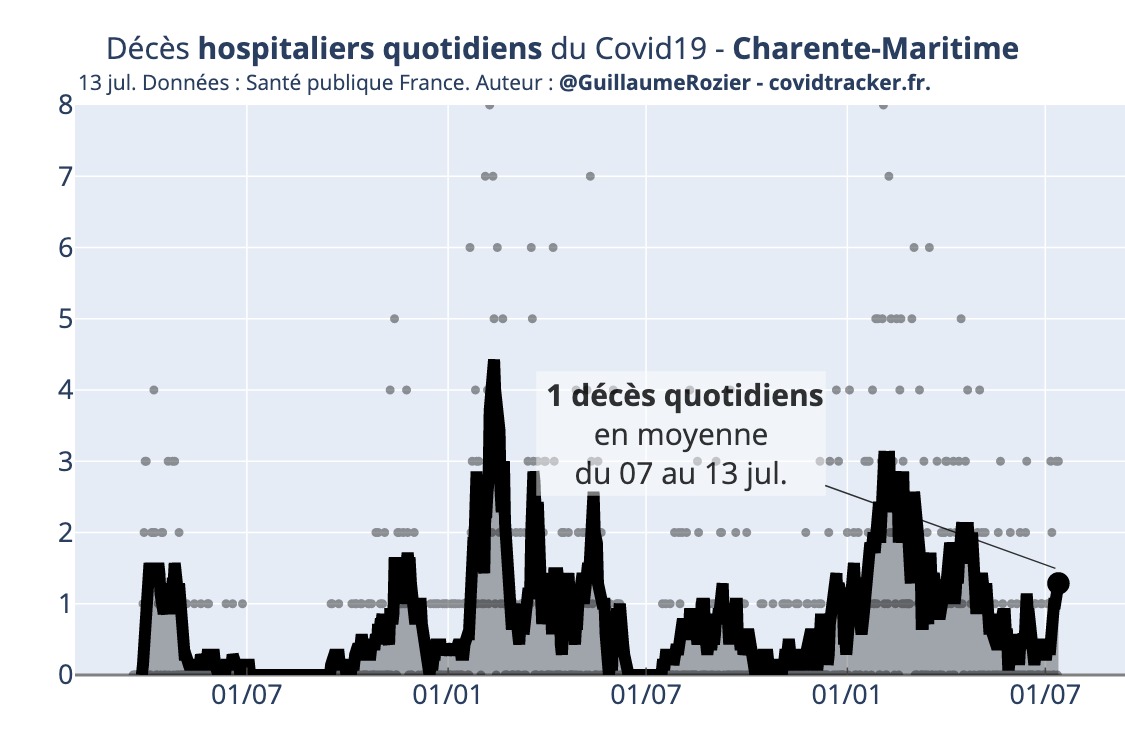 Décès hospitaliers quotidiens du Covid19 - Charente-Maritime
13 jul. Données : Santé publique France. Auteur : @GuillaumeRozier - covidtracker.fr.
8
7
6
5
4
3
2
1
0
1 décès quotidiens
en moyenne
du 07 au 13 jul.
01/07
01/01
01/07
01/01
01/07